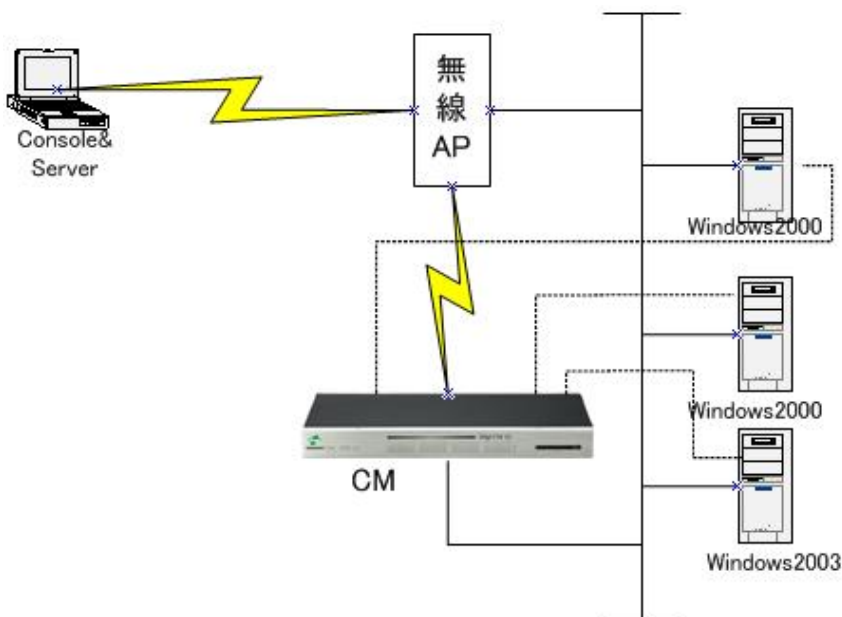 無
線
AP
Console&
Server
Windows2000
Windows2000
CM
Windows2003